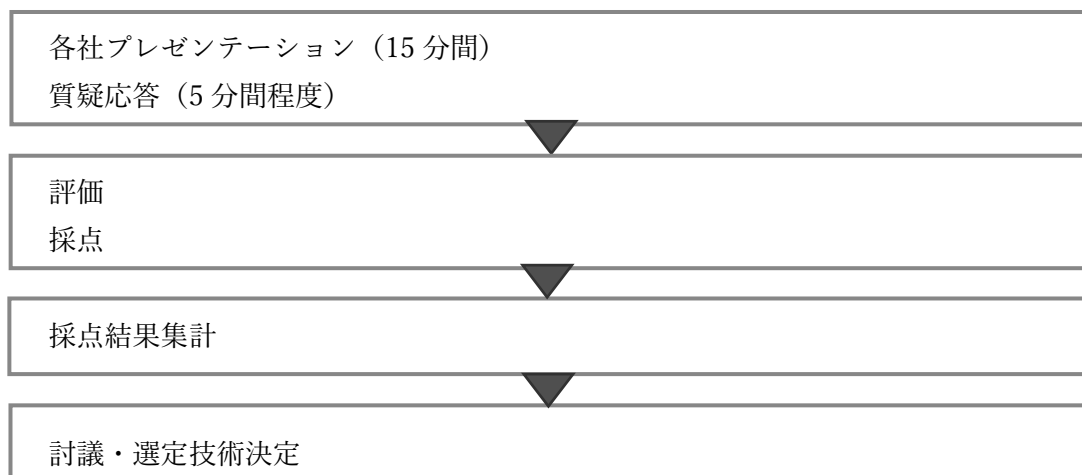 各社プレゼンテーション（15 分間）
質疑応答（5 分間程度）
評価
採点
採点結果集計
討議・選定技術決定